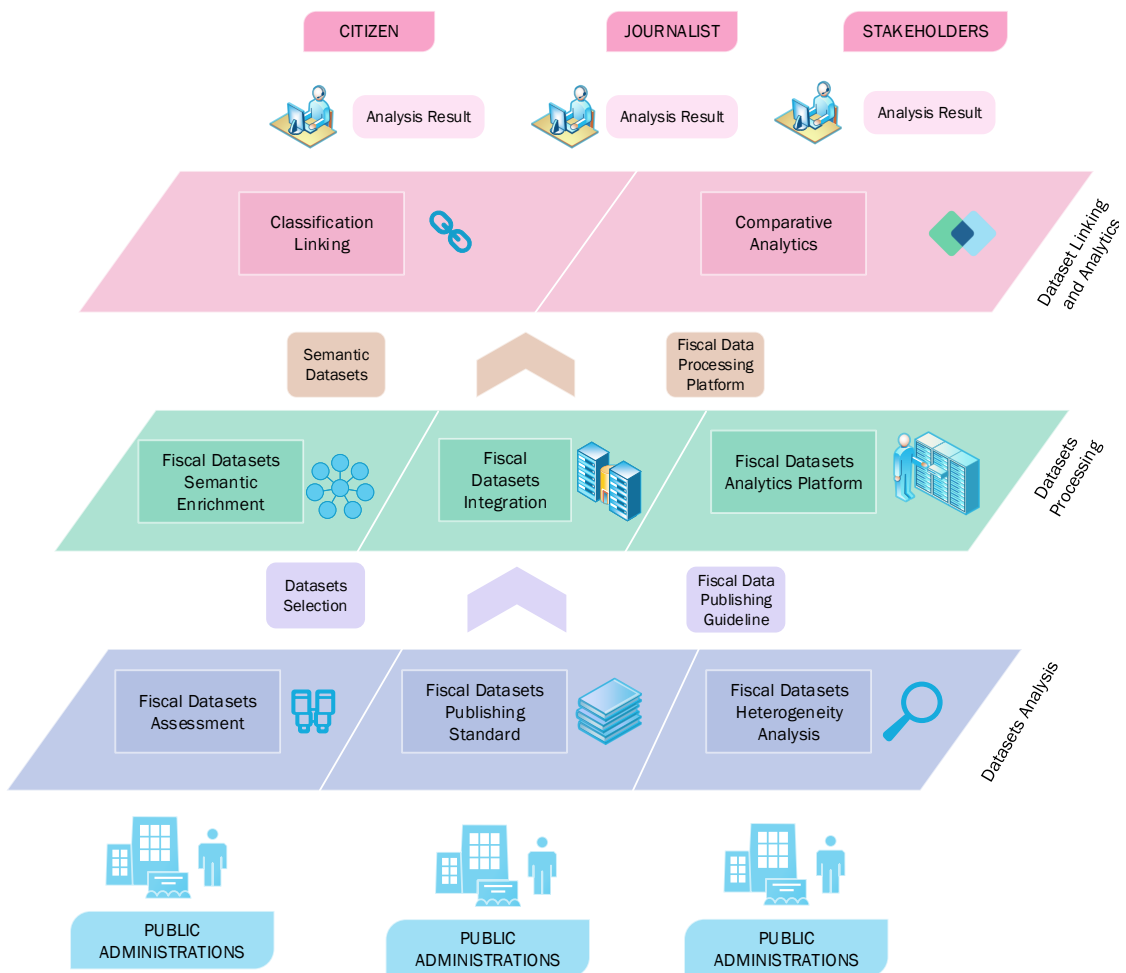 CITIZEN
JOURNALIST
STAKEHOLDERS
Analysis Result
Analysis Result
Analysis Result
Classification
Linking
Comparative
Analytics
Dataset Linking
and Analytics
Semantic
Datasets
Fiscal Data
Processing
Platform
Fiscal Datasets
Semantic
Enrichment
Fiscal
Datasets
Integration
Fiscal Datasets
Analytics Platform
Datasets
Processing
Datasets
Selection
Fiscal Data
Publishing
Guideline
Fiscal Datasets
Assessment
Fiscal Datasets
Publishing
Standard
Fiscal Datasets
Heterogeneity
Analysis
Datasets Analysis
PUBLIC
ADMINISTRATIONS
PUBLIC
ADMINISTRATIONS
PUBLIC
ADMINISTRATIONS